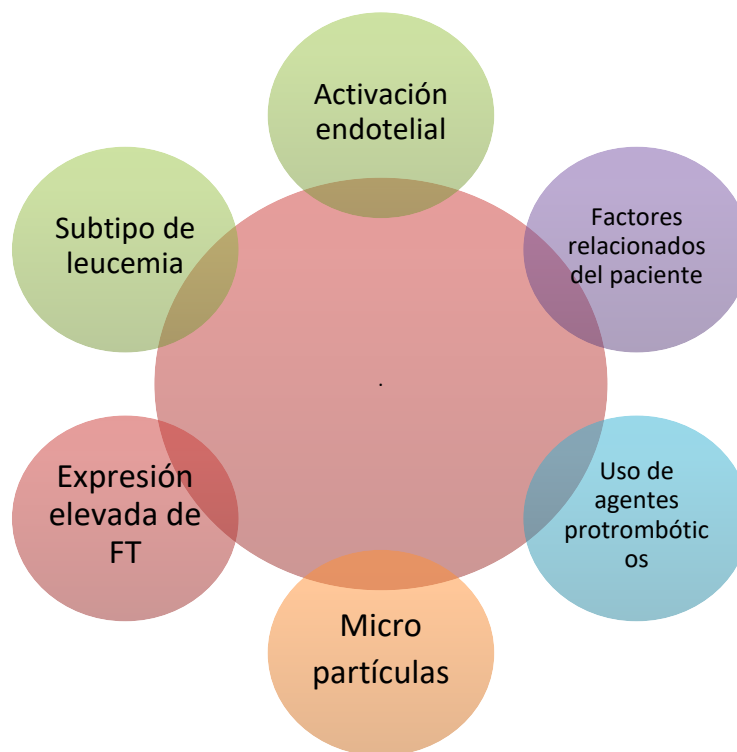 Activación
endotelial
Factores
relacionados
del paciente
Uso de
agentes
protrombótic
os
Micro
partículas
Expresión
elevada de
FT
Subtipo de
leucemia
.